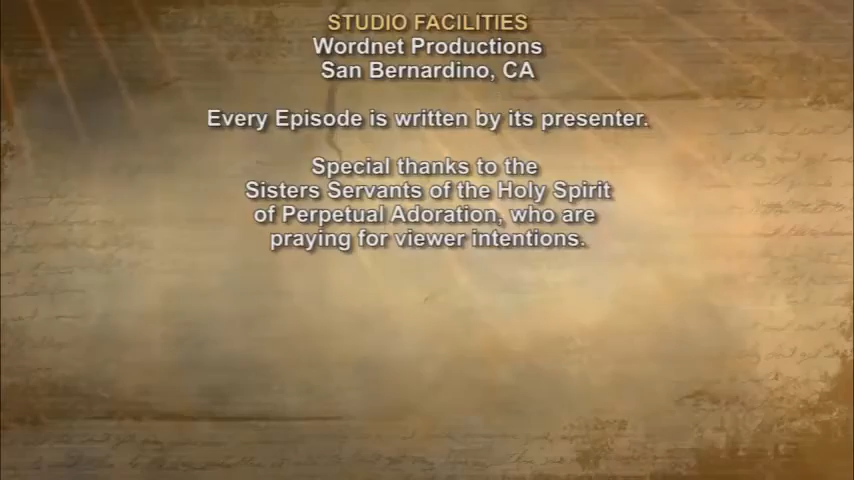 STUDIO FACILITIES
Wordnet Productions
San Bernardino, CA
Every Episode is written by its presenter.
Special thanks to the
Sisters Servants of the Holy Spirit
of Perpetual Adoration, who are
praying for viewer intentions.